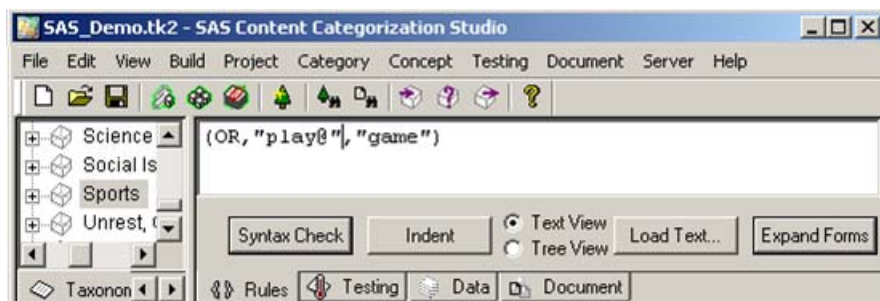 SAS_Demo.tk2 - SAS Content Categorization Studio
File Edit View Build Project Category Concept Testing Document Server Help
Science
(OR,"play@","game")
Social Is
Sports
Unrest,
Syntax Check Indent Text View Tree View Load Text... Expand Forms
Taxonon Rules Testing Data Document